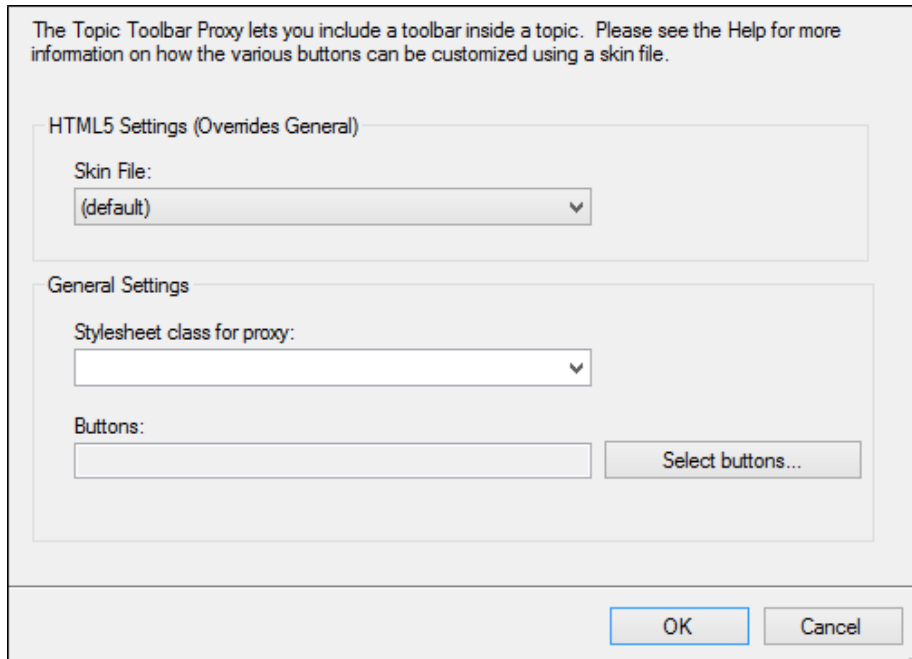 The Topic Toolbar Proxy lets you include a toolbar inside a topic.  Please see the Help for more
information on how the various buttons can be customized using a skin file.
HTML5 Settings (Overrides General)
Skin File:
(default)
General Settings
Stylesheet class for proxy:
Buttons:
Select buttons...
OK
Cancel